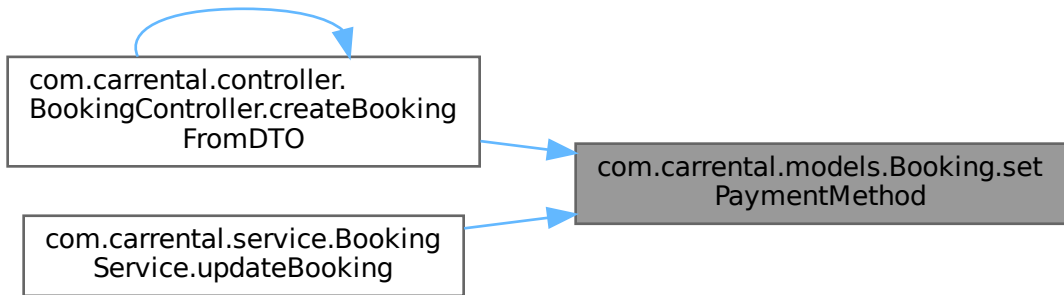 com.carrental.controller.
BookingController.createBooking
FromDTO
com.carrental.models.Booking.set
PaymentMethod
com.carrental.service.Booking
Service.updateBooking